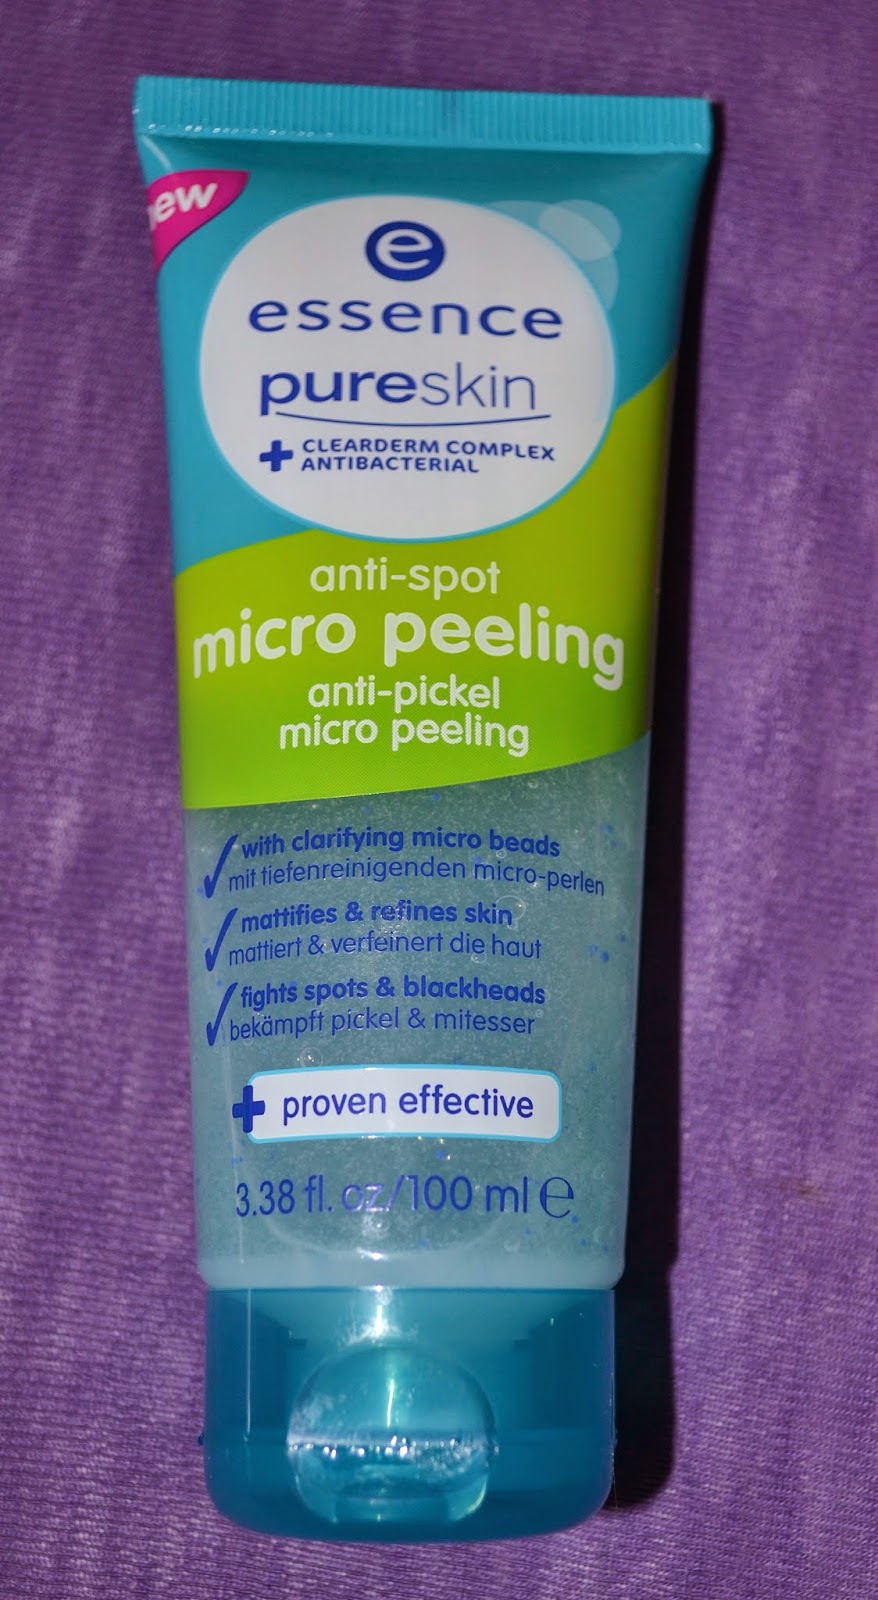 new
e
essence
pureskin
+ CLEARDERM COMPLEX
ANTIBACTERIAL
anti-spot
micro peeling
anti-pickel
micro peeling
with clarifying micro beads
mit tiefenreinigenden micro-perlen
mattifies & refines skin
mattiert & verfeinert die haut
fights spots & blackheads
bekämpft pickel & mitesser
+ proven effective
3.38 fl. oz/100 ml ℮